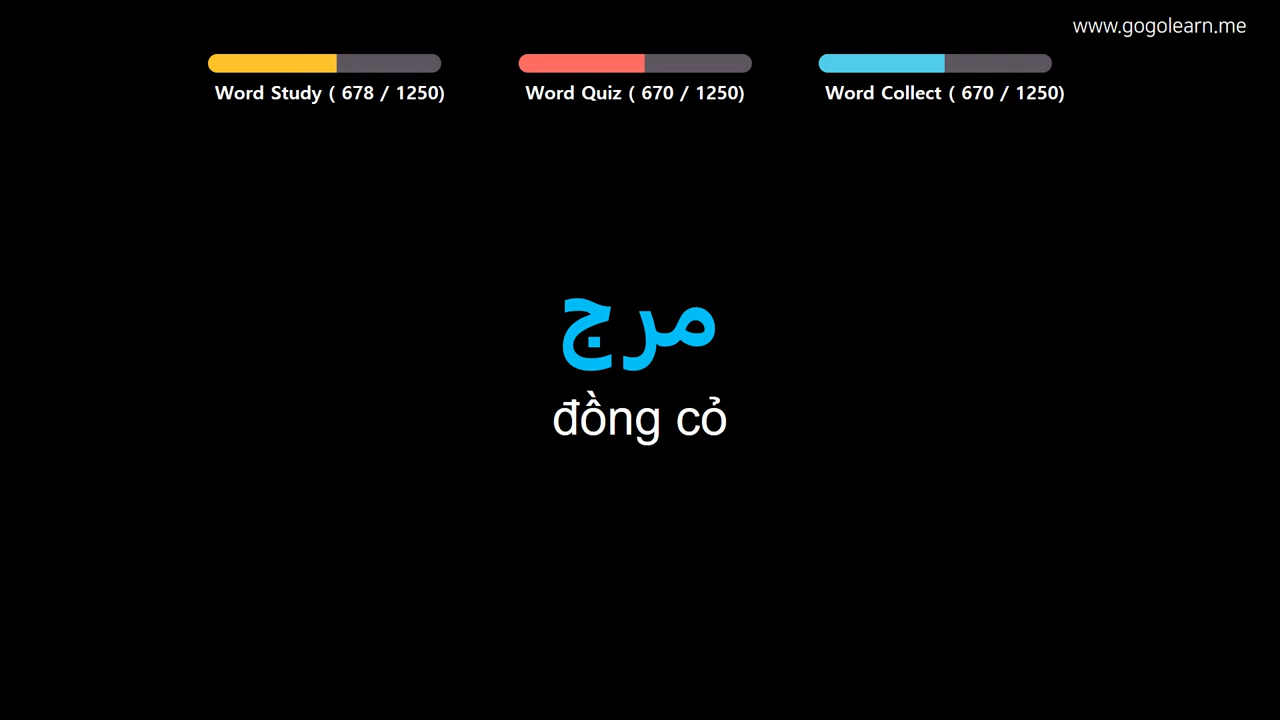 www.gogolearn.me
Word Study ( 678 / 1250)
Word Quiz ( 670 / 1250)
Word Collect ( 670 / 1250)
مرج
đồng cỏ